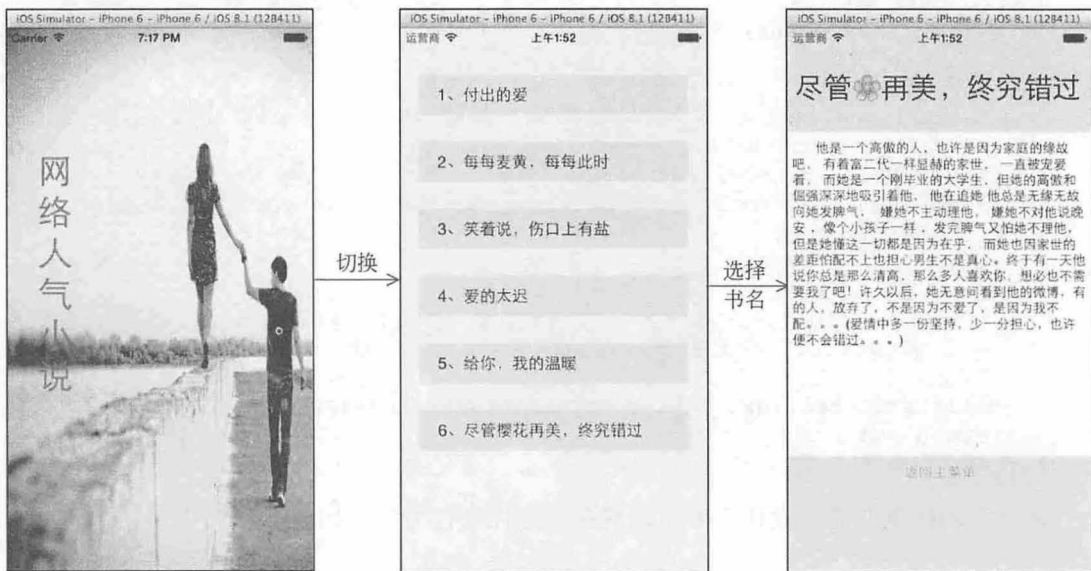 iOS Simulator - iPhone 6 - iPhone 6 / iOS 8.1 (12B411)
Carrier 7:17 PM
网络人气小说
切换
iOS Simulator - iPhone 6 - iPhone 6 / iOS 8.1 (12B411)
运营商 上午1:52
1、付出的爱
2、每每麦黄，每每此时
3、笑着说，伤口上有盐
4、爱的太迟
5、给你，我的温暖
6、尽管樱花再美，终究错过
选择
书名
iOS Simulator - iPhone 6 - iPhone 6 / iOS 8.1 (12B411)
运营商 上午1:52
尽管🌸再美，终究错过
他是一个高傲的人，也许是因为家庭的缘故
吧， 有着富二代一样显赫的家世， 一直被宠爱
着， 而她是一个刚毕业的大学生，但她的高傲和
倔强深深地吸引着他， 他在追她 他总是无缘无故
向她发脾气， 嫌她不主动理他， 嫌她不对他说晚
安 ，像个小孩子一样 ，发完脾气又怕她不理他，
但是她懂这一切都是因为在乎， 而她也因家世的
差距怕配不上也担心男生不是真心。终于有一天他
说你总是那么清高，那么多人喜欢你，想必也不需
要我了吧！许久以后，她无意间看到他的微博，有
的人，放弃了，不是因为不爱了，是因为我不
配。。。(爱情中多一份坚持，少一分担心，也许
便不会错过。。。)
返回主菜单